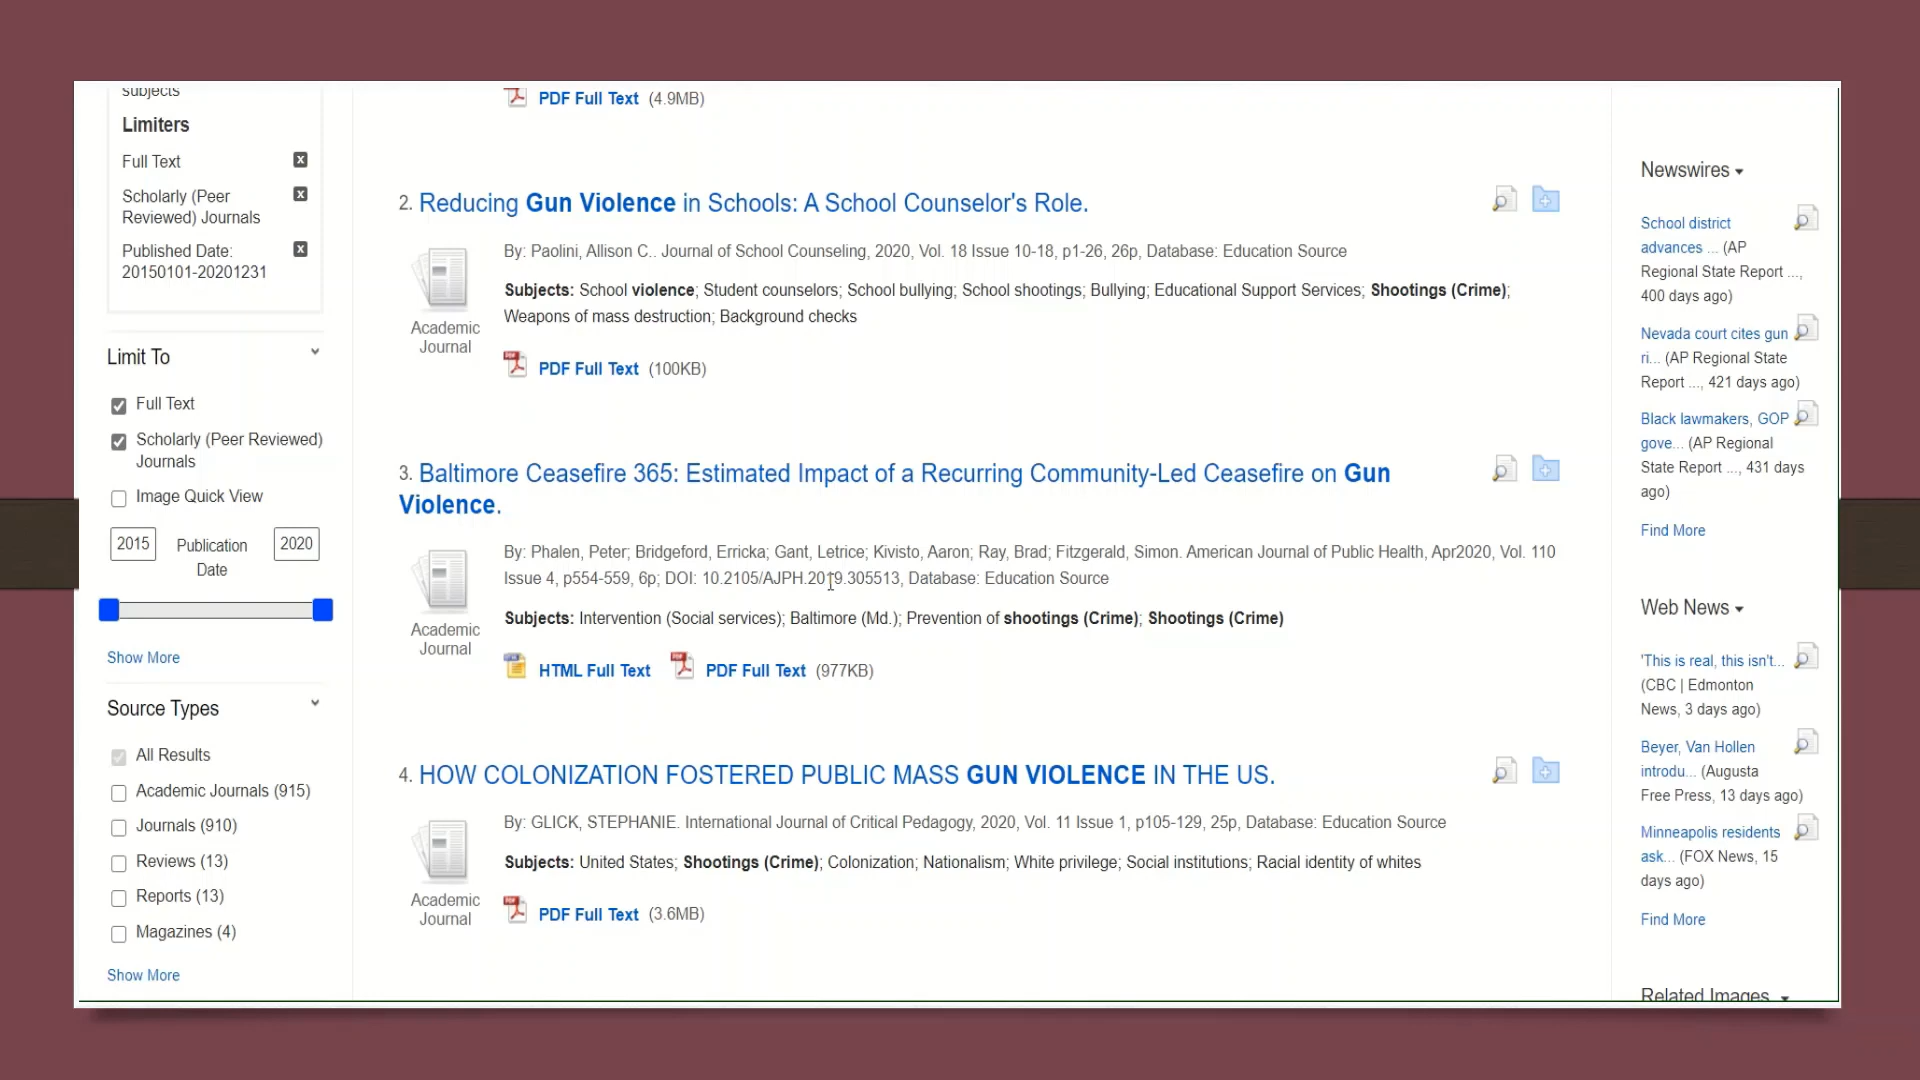 subjects
Limiters
Full Text
Scholarly (Peer
Reviewed) Journals
Published Date:
20150101-20201231
Limit To
Full Text
Scholarly (Peer Reviewed)
Journals
Image Quick View
2015
Publication
Date
2020
Show More
Source Types
All Results
Academic Journals (915)
Journals (910)
Reviews (13)
Reports (13)
Magazines (4)
Show More
PDF Full Text (4.9MB)
2. Reducing Gun Violence in Schools: A School Counselor's Role.
By: Paolini, Allison C.. Journal of School Counseling, 2020, Vol. 18 Issue 10-18, p1-26, 26p, Database: Education Source
Subjects: School violence; Student counselors; School bullying; School shootings; Bullying; Educational Support Services; Shootings (Crime);
Weapons of mass destruction; Background checks
Academic
Journal
PDF Full Text (100KB)
3. Baltimore Ceasefire 365: Estimated Impact of a Recurring Community-Led Ceasefire on Gun
Violence.
By: Phalen, Peter; Bridgeford, Erricka; Gant, Letrice; Kivisto, Aaron; Ray, Brad; Fitzgerald, Simon. American Journal of Public Health, Apr2020, Vol. 110
Issue 4, p554-559, 6p; DOI: 10.2105/AJPH.2019.305513, Database: Education Source
Subjects: Intervention (Social services); Baltimore (Md.); Prevention of shootings (Crime); Shootings (Crime)
Academic
Journal
HTML Full Text PDF Full Text (977KB)
4. HOW COLONIZATION FOSTERED PUBLIC MASS GUN VIOLENCE IN THE US.
By: GLICK, STEPHANIE. International Journal of Critical Pedagogy, 2020, Vol. 11 Issue 1, p105-129, 25p, Database: Education Source
Subjects: United States; Shootings (Crime); Colonization; Nationalism; White privilege; Social institutions; Racial identity of whites
Academic
Journal
PDF Full Text (3.6MB)
Newswires
School district
advances ... (AP
Regional State Report ...,
400 days ago)
Nevada court cites gun
ri... (AP Regional State
Report ..., 421 days ago)
Black lawmakers, GOP
gove... (AP Regional
State Report ..., 431 days
ago)
Find More
Web News
'This is real, this isn't...
(CBC | Edmonton
News, 3 days ago)
Beyer, Van Hollen
introdu... (Augusta
Free Press, 13 days ago)
Minneapolis residents
ask... (FOX News, 15
days ago)
Find More
Related Images